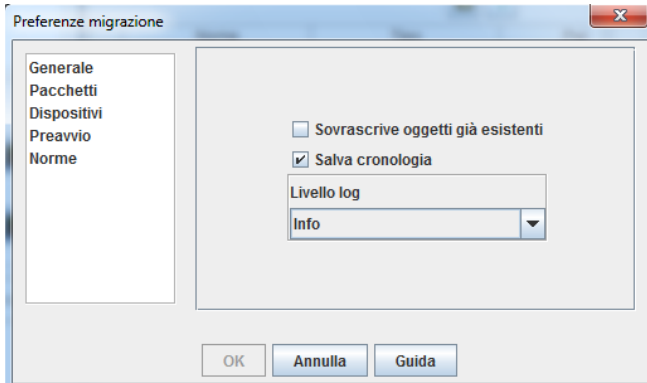 Preferenze migrazione
Generale
Pacchetti
Dispositivi
Preavvio
Norme
Sovrascrive oggetti già esistenti
Salva cronologia
Livello log
Info
OK
Annulla
Guida